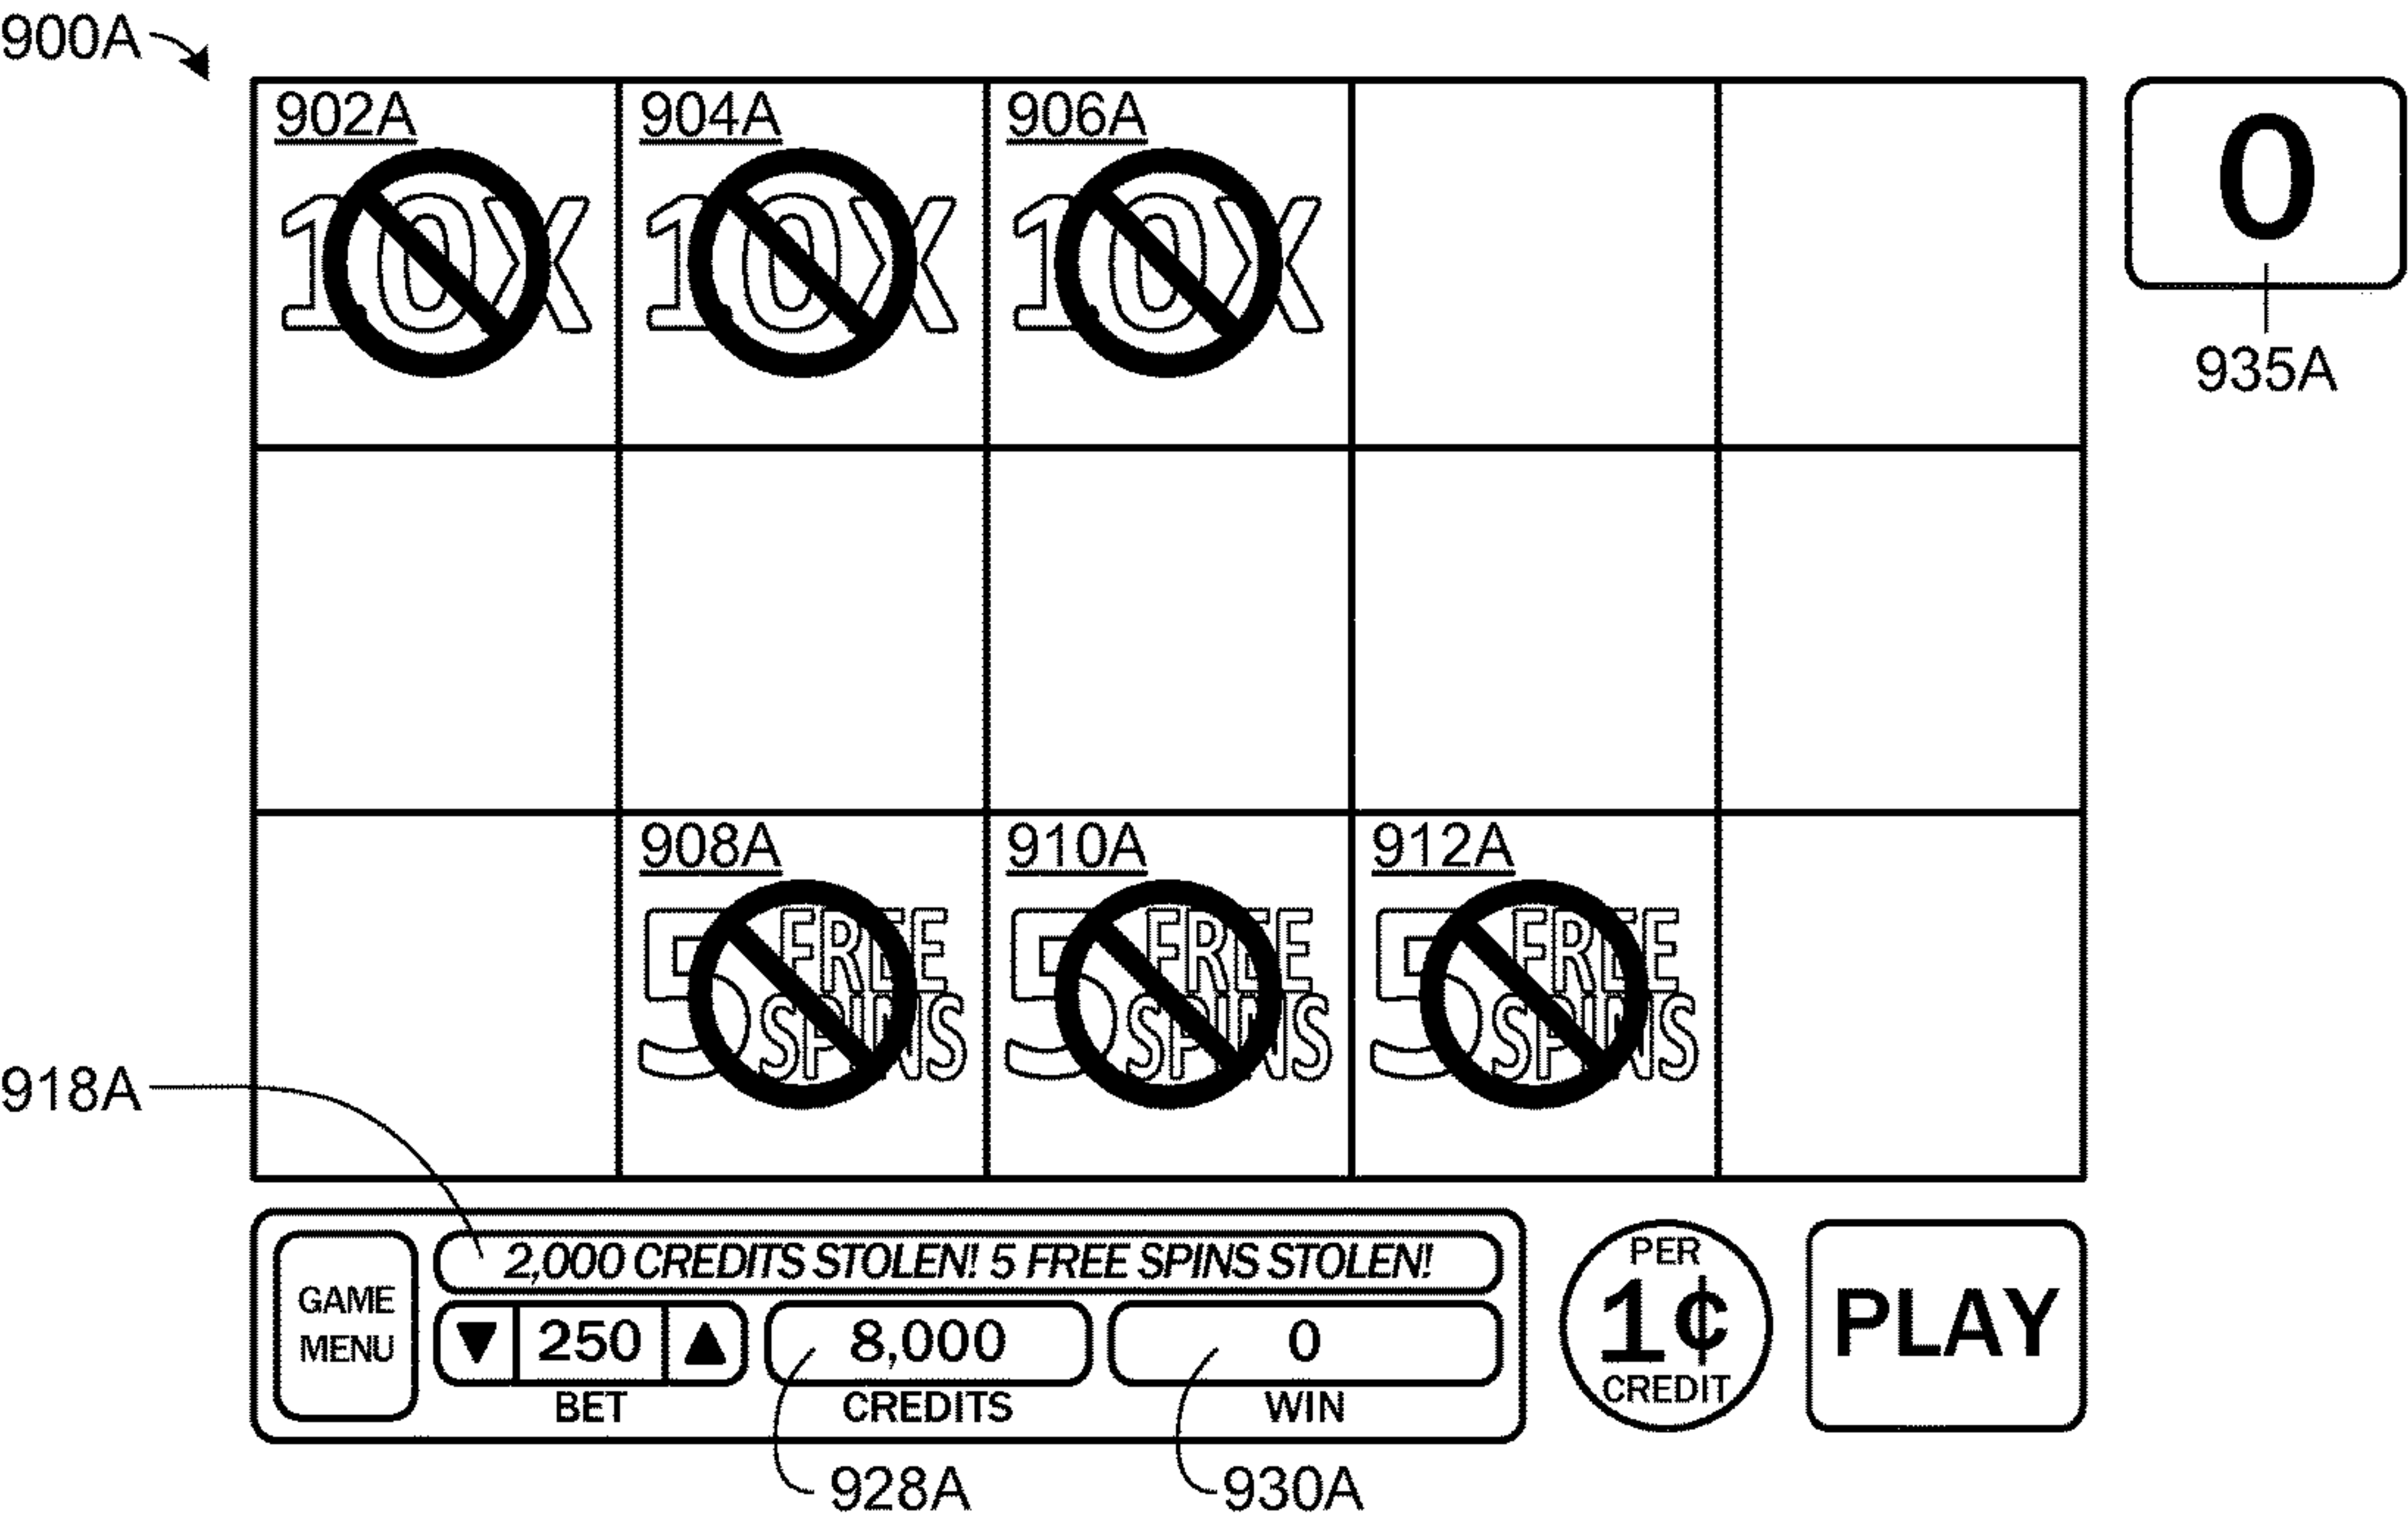 900A
902A
904A
906A
10X
10X
10X
0
935A
908A
910A
912A
5 FREE SPINS
5 FREE SPINS
5 FREE SPINS
918A
2,000 CREDITS STOLEN! 5 FREE SPINS STOLEN!
GAME
MENU
▼ 250 ▲
8,000
0
BET
CREDITS
WIN
PER
1¢
CREDIT
PLAY
928A
930A